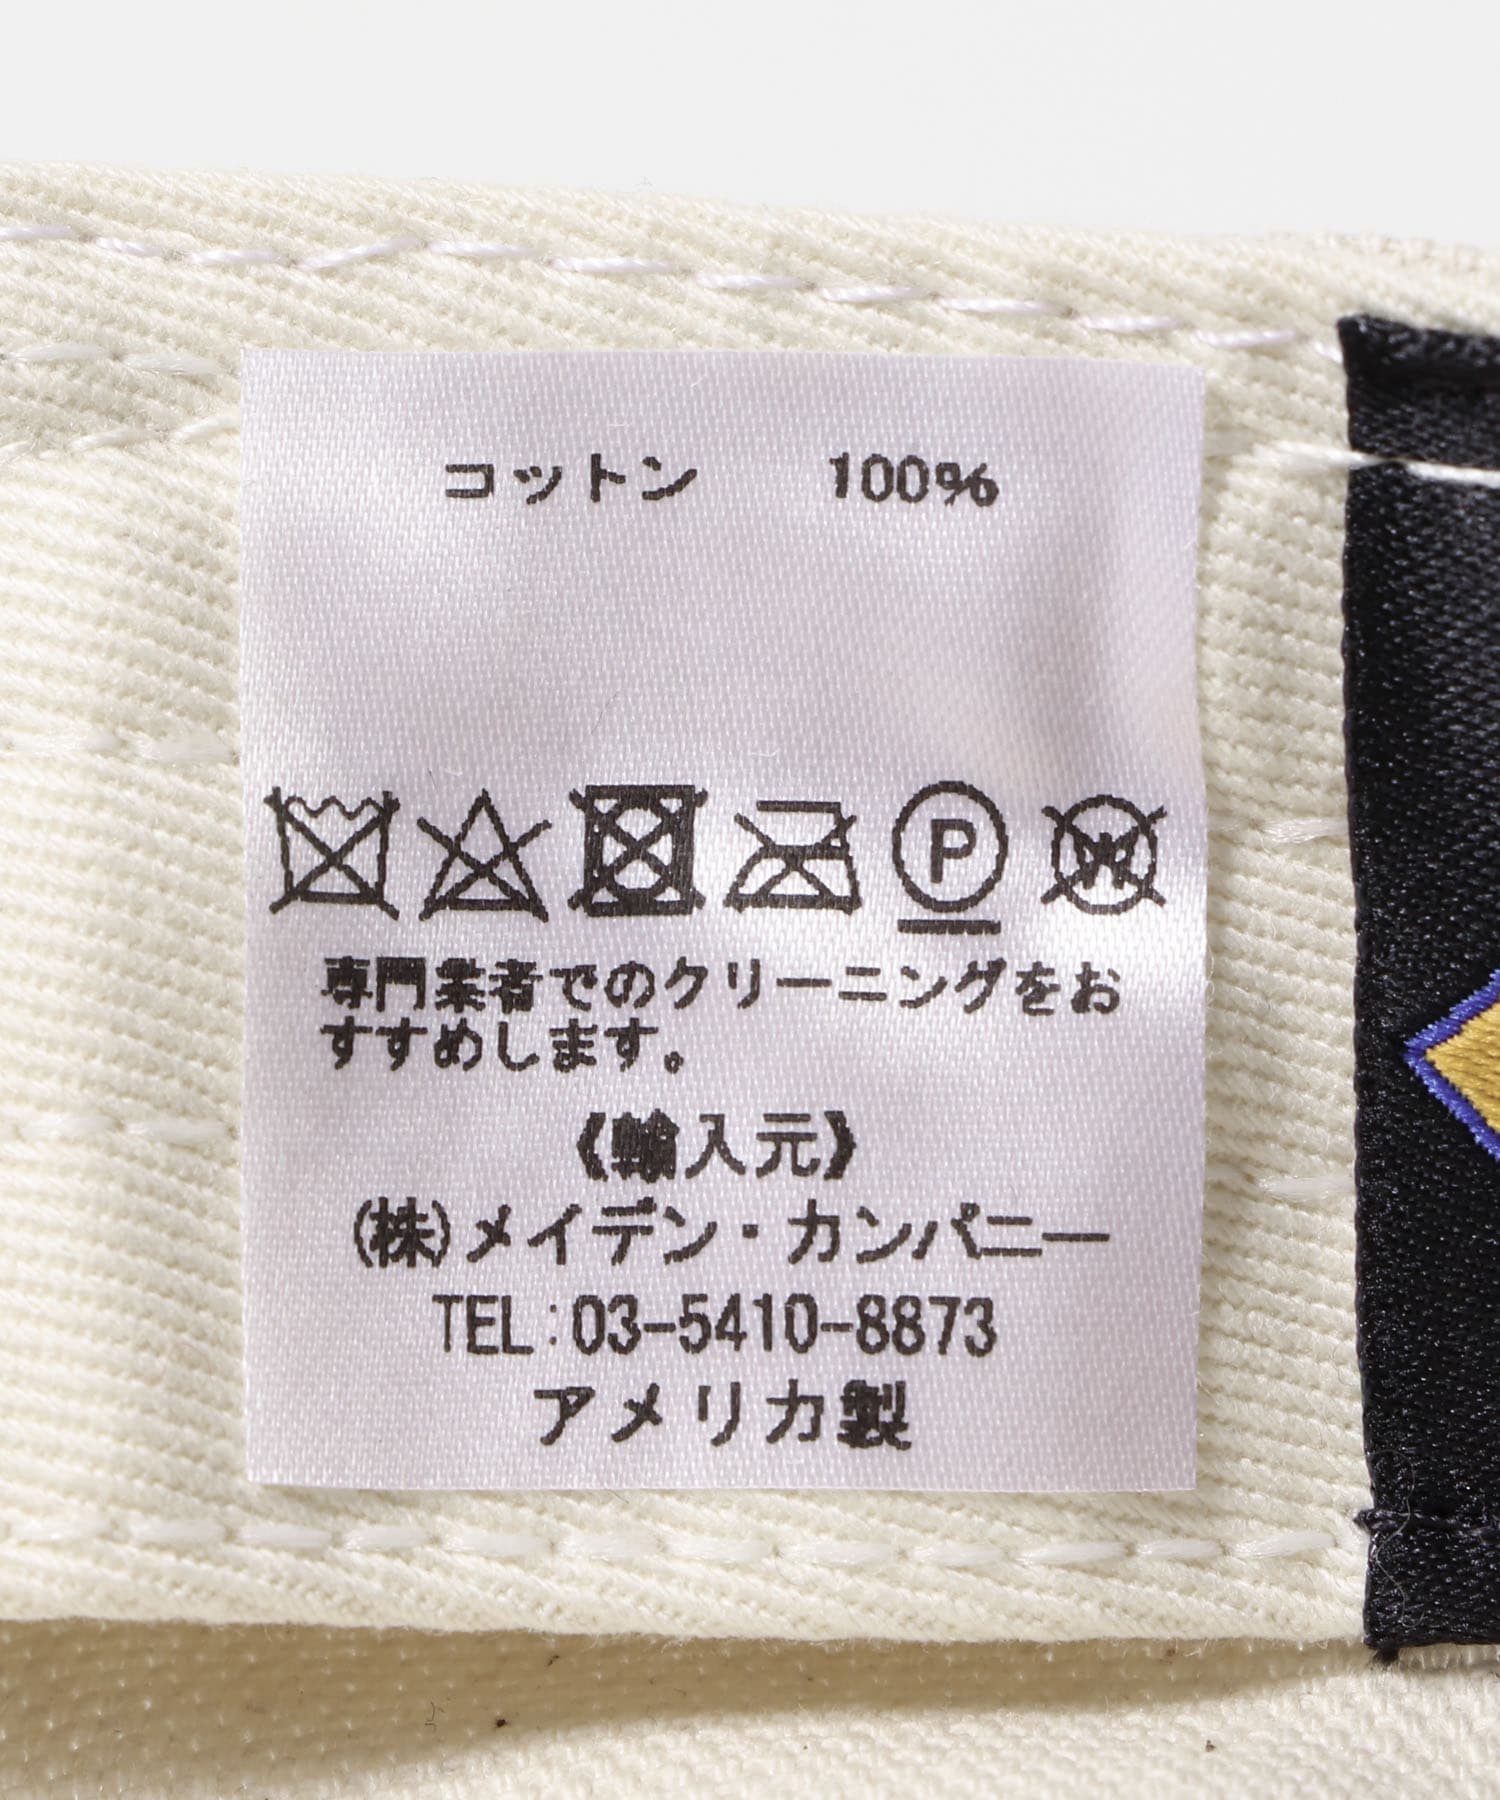 コットン 100%
P
W
専門業者でのクリーニングをお
すすめします。
《輸入元》
(株)メイデン・カンパニー
TEL:03-5410-8873
アメリカ製